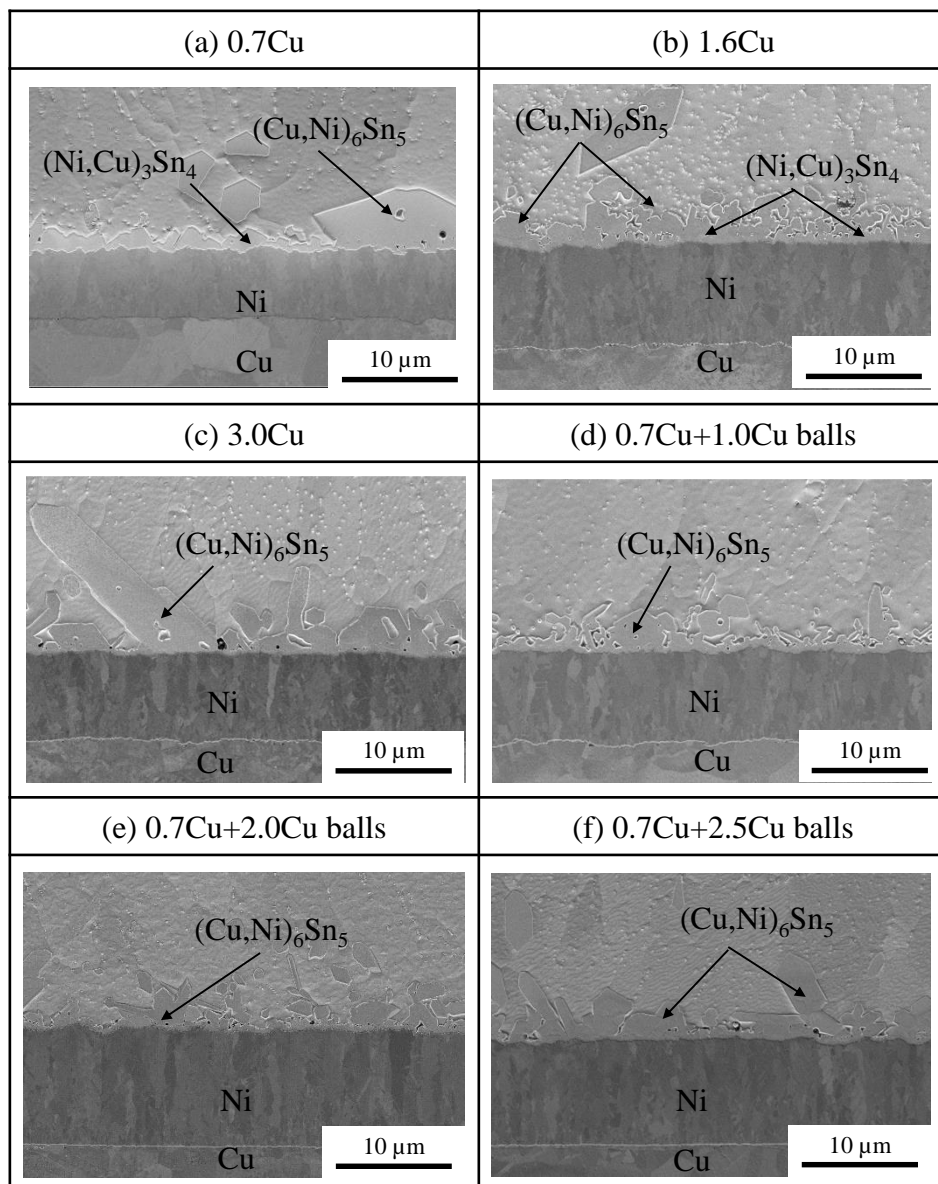 (a) 0.7Cu
(Cu,Ni)₆Sn₅
(Ni,Cu)₃Sn₄
Ni
Cu
10 µm
(b) 1.6Cu
(Cu,Ni)₆Sn₅
(Ni,Cu)₃Sn₄
Ni
Cu
10 µm
(c) 3.0Cu
(Cu,Ni)₆Sn₅
Ni
Cu
10 µm
(d) 0.7Cu+1.0Cu balls
(Cu,Ni)₆Sn₅
Ni
Cu
10 µm
(e) 0.7Cu+2.0Cu balls
(Cu,Ni)₆Sn₅
Ni
Cu
10 µm
(f) 0.7Cu+2.5Cu balls
(Cu,Ni)₆Sn₅
Ni
Cu
10 µm